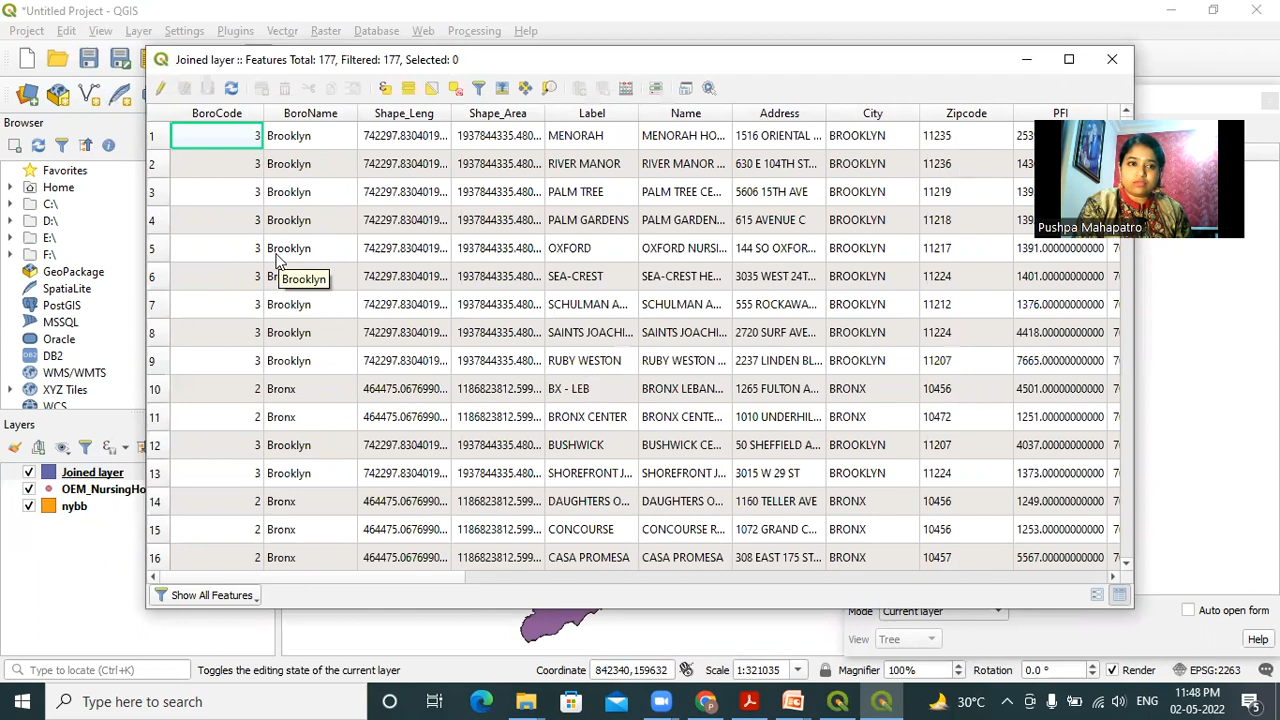 *Untitled Project - QGIS
Project Edit View Layer Settings Plugins Vector Raster Database Web Processing Help
Joined layer :: Features Total: 177, Filtered: 177, Selected: 0
BoroCode BoroName Shape_Leng Shape_Area Label Name Address City Zipcode PFI
1 3 Brooklyn 742297.8304019... 1937844335.480... MENORAH MENORAH HO... 1516 ORIENTAL ... BROOKLYN 11235
2 3 Brooklyn 742297.8304019... 1937844335.480... RIVER MANOR RIVER MANOR 630 E 104TH ST... BROOKLYN 11236
3 3 Brooklyn 742297.8304019... 1937844335.480... PALM TREE PALM TREE CE... 5606 15TH AVE BROOKLYN 11219
4 3 Brooklyn 742297.8304019... 1937844335.480... PALM GARDENS PALM GARDEN... 615 AVENUE C BROOKLYN 11218
5 3 Brooklyn 742297.8304019... 1937844335.480... OXFORD OXFORD NURSI... 144 SO OXFOR... BROOKLYN 11217 1391.00000000000
6 3 742297.8304019... 1937844335.480... SEA-CREST SEA-CREST HE... 3035 WEST 24T... BROOKLYN 11224 1401.00000000000
7 3 Brooklyn 742297.8304019... 1937844335.480... SCHULMAN A... SCHULMAN A... 555 ROCKAWA... BROOKLYN 11212 1376.00000000000
8 3 Brooklyn 742297.8304019... 1937844335.480... SAINTS JOACHI... SAINTS JOACHI... 2720 SURF AVE... BROOKLYN 11224 4418.00000000000
9 3 Brooklyn 742297.8304019... 1937844335.480... RUBY WESTON RUBY WESTON 2237 LINDEN BL... BROOKLYN 11207 7665.00000000000
10 2 Bronx 464475.0676990... 1186823812.599... BX - LEB BRONX LEBAN... 1265 FULTON A... BRONX 10456 4501.00000000000
11 2 Bronx 464475.0676990... 1186823812.599... BRONX CENTER BRONX CENTE... 1010 UNDERHIL... BRONX 10472 1251.00000000000
12 3 Brooklyn 742297.8304019... 1937844335.480... BUSHWICK BUSHWICK CE... 50 SHEFFIELD A... BROOKLYN 11207 4037.00000000000
13 3 Brooklyn 742297.8304019... 1937844335.480... SHOREFRONT J... SHOREFRONT J... 3015 W 29 ST BROOKLYN 11224 1373.00000000000
14 2 Bronx 464475.0676990... 1186823812.599... DAUGHTERS O... DAUGHTERS O... 1160 TELLER AVE BRONX 10456 1249.00000000000
15 2 Bronx 464475.0676990... 1186823812.599... CONCOURSE CONCOURSE R... 1072 GRAND C... BRONX 10456 1253.00000000000
16 2 Bronx 464475.0676990... 1186823812.599... CASA PROMESA CASA PROMESA 308 EAST 175 ST... BRONX 10457 5567.00000000000
Brooklyn
Pushpa Mahapatro
Show All Features
Browser
Favorites
Home
C:\
D:\
E:\
F:\
GeoPackage
SpatiaLite
PostGIS
MSSQL
Oracle
DB2
WMS/WMTS
XYZ Tiles
WCS
Layers
Joined layer
OEM_NursingHo
nybb
Mode Current layer Auto open form
View Tree Help
Type to locate (Ctrl+K) Toggles the editing state of the current layer Coordinate 842340,159632 Scale 1:321035 Magnifier 100% Rotation 0.0 ° Render EPSG:2263
Type here to search 30°C ENG 11:48 PM
02-05-2022
5